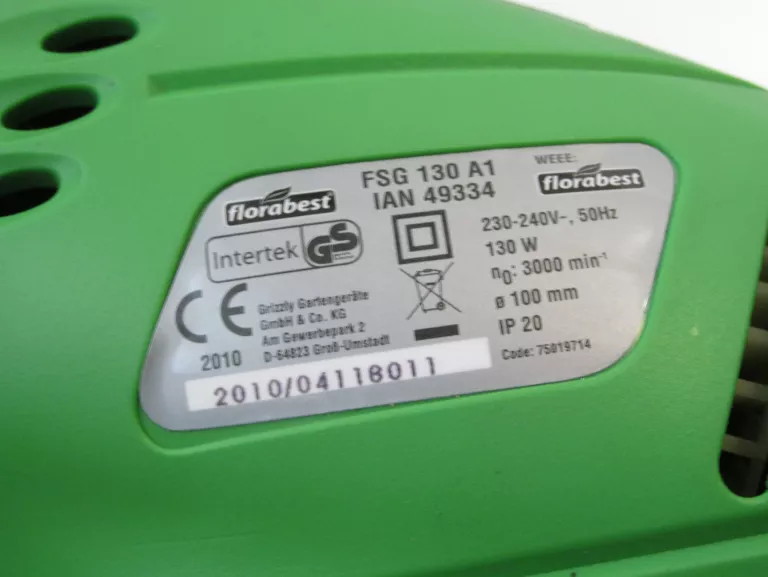 florabest
FSG 130 A1
IAN 49334
WEEE:
florabest
Intertek GS
230-240V~, 50Hz
130 W
n0: 3000 min-1
ø 100 mm
IP 20
Code: 75019714
CE
2010
Grizzly Gartengeräte
GmbH & Co. KG
Am Gewerbepark 2
D-64823 Groß-Umstadt
2010/04118011